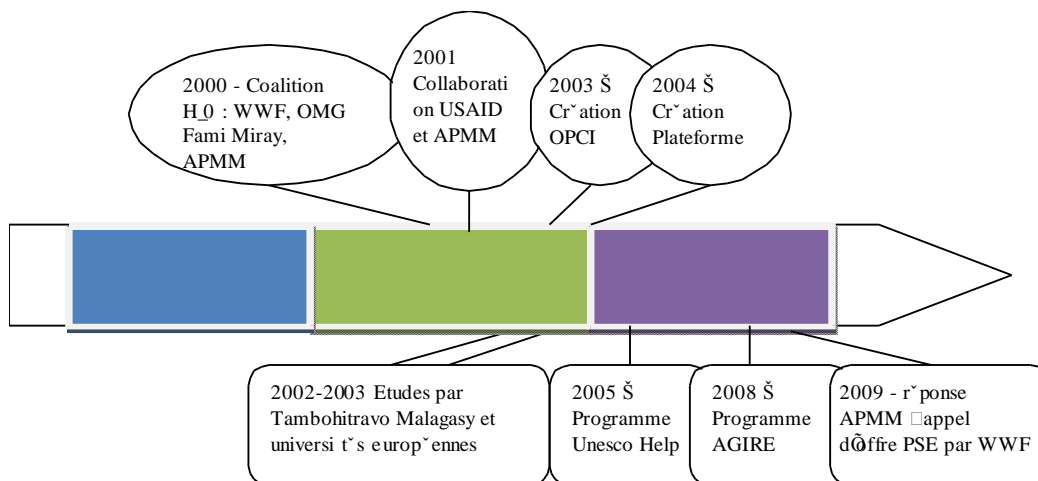 2000 - Coalition
H_0 : WWF, OMG
Fami Miray,
APMM
2001
Collaborati
on USAID
et APMM
2003 Š
Crˇation
OPCI
2004 Š
Crˇation
Plateforme
2002-2003 Etudes par
Tambohitravo Malagasy et
universi tˇs europˇennes
2005 Š
Programme
Unesco Help
2008 Š
Programme
AGIRE
2009 - rˇponse
APMM □appel
dÕoffre PSE par WWF